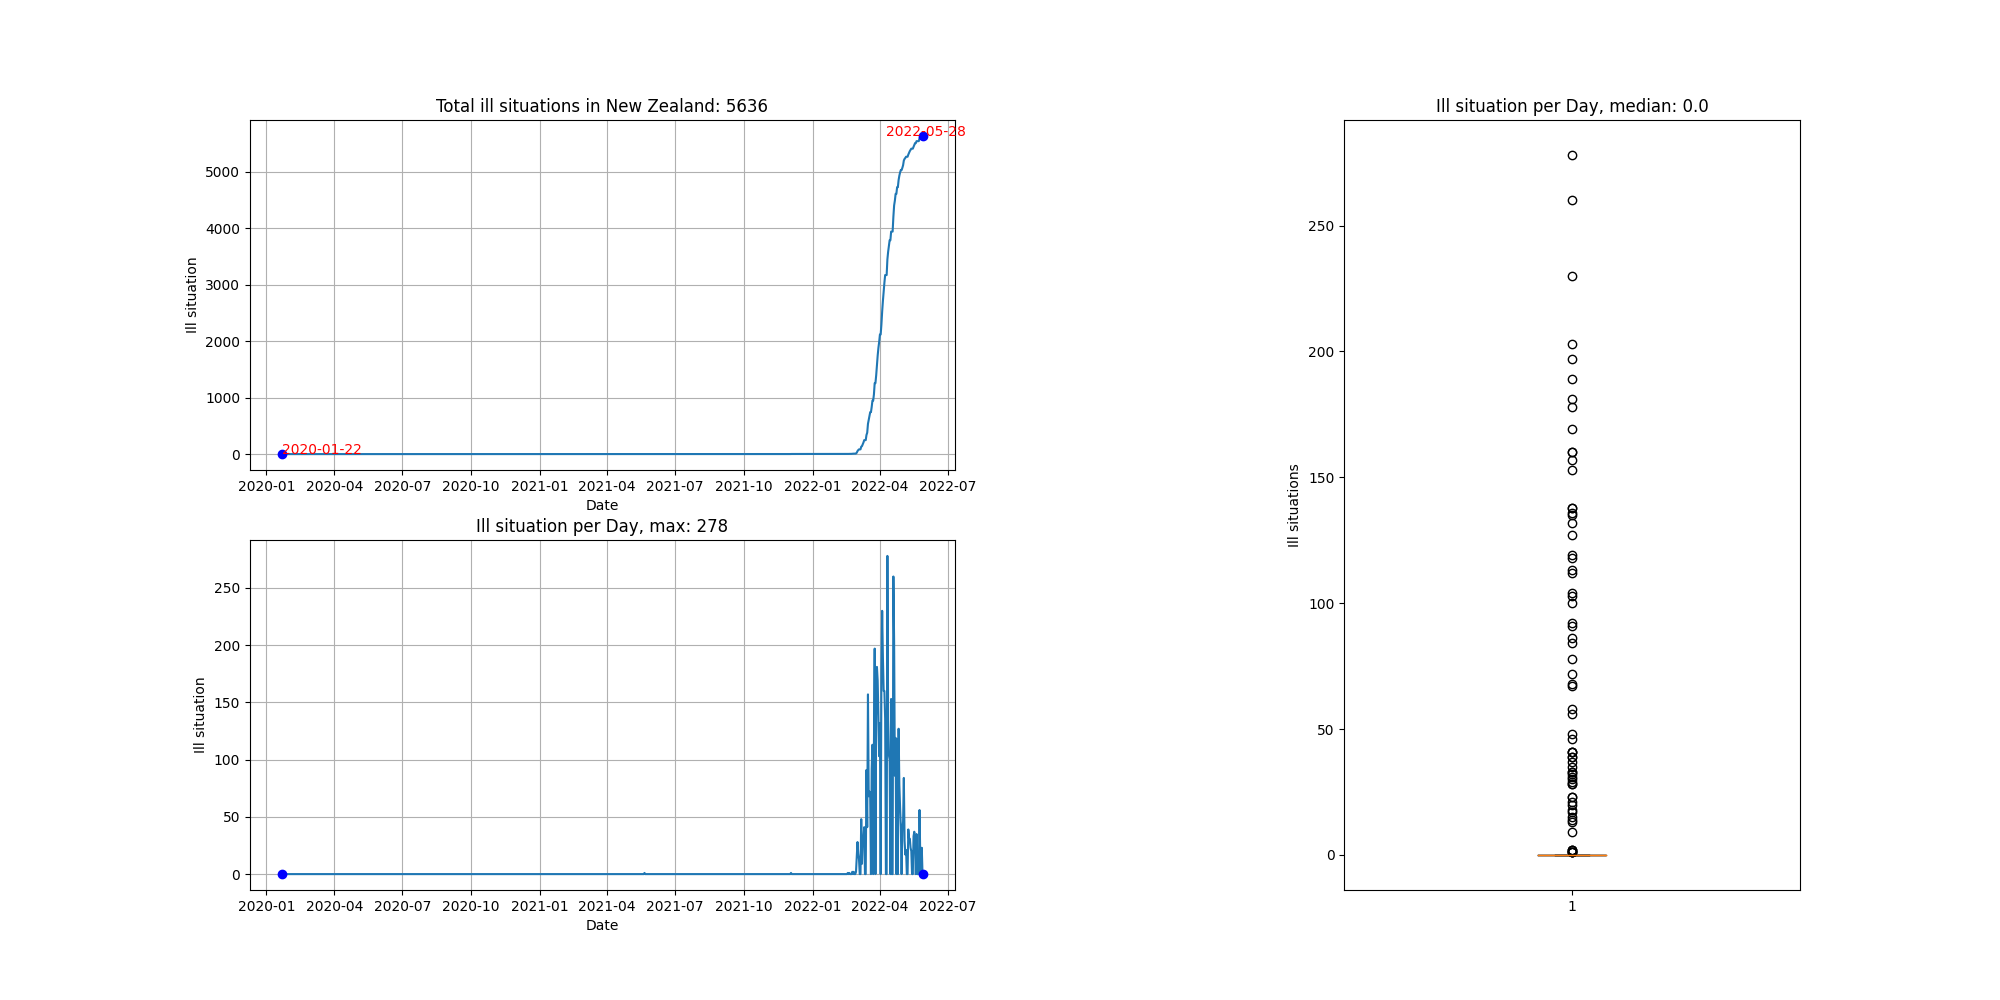 Total ill situations in New Zealand: 5636
2022-05-28
5000
4000
3000
2000
1000
0
Ill situation
2020-01-22
2020-01 2020-04 2020-07 2020-10 2021-01 2021-04 2021-07 2021-10 2022-01 2022-04 2022-07
Date
Ill situation per Day, max: 278
250
200
150
100
50
0
Ill situation
2020-01 2020-04 2020-07 2020-10 2021-01 2021-04 2021-07 2021-10 2022-01 2022-04 2022-07
Date
Ill situation per Day, median: 0.0
250
200
150
100
50
0
Ill situations
1